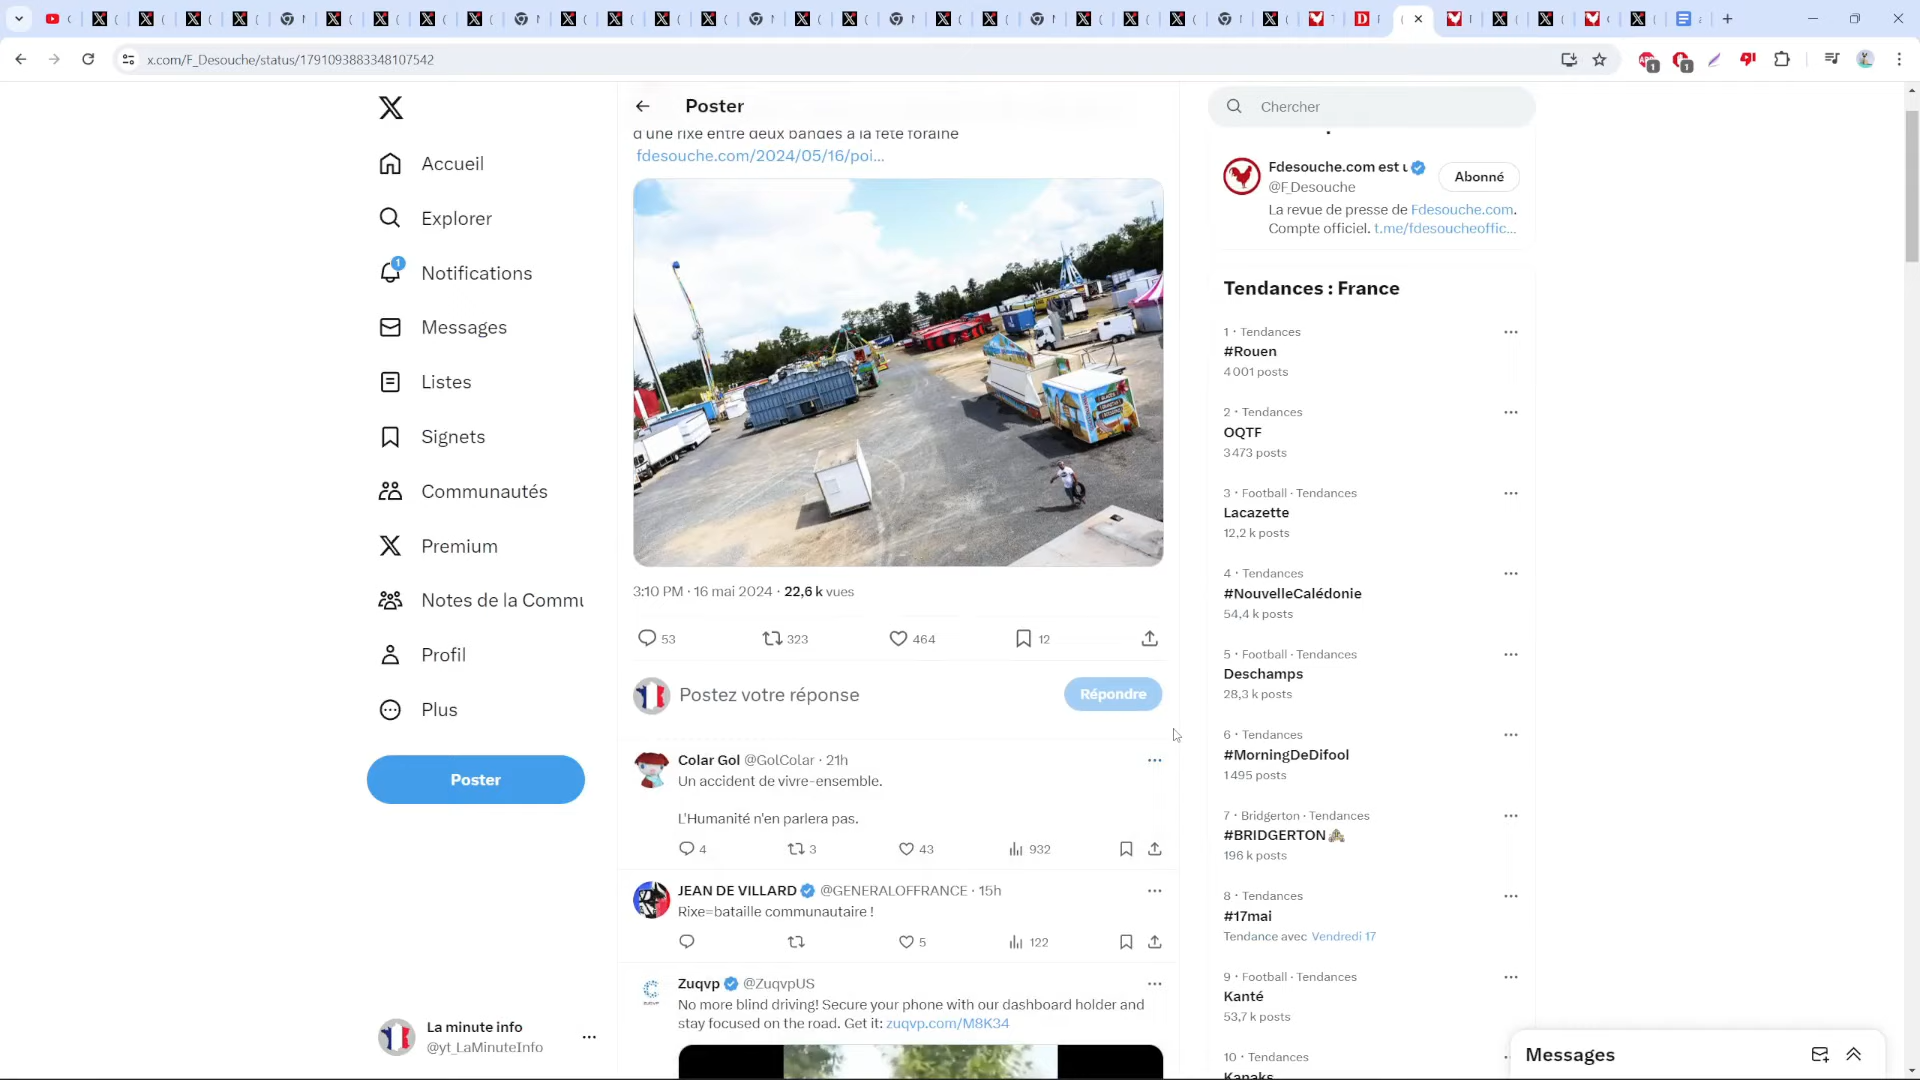 x.com/F_Desouche/status/1791093883348107542
1
1
Accueil
Explorer
1
Notifications
Messages
Listes
Signets
Communautés
Premium
Notes de la Commu
Profil
Plus
Poster
La minute info
@yt_LaMinuteInfo
Poster
d'une rixe entre deux bandes à la fête foraine
fdesouche.com/2024/05/16/poi...
3:10 PM · 16 mai 2024 · 22,6 k vues
53
323
464
12
Postez votre réponse
Répondre
Colar Gol @GolColar · 21h
Un accident de vivre-ensemble.
L'Humanité n'en parlera pas.
4
3
43
932
JEAN DE VILLARD @GENERALOFFRANCE · 15h
Rixe=bataille communautaire !
5
122
Zuqvp @ZuqvpUS
No more blind driving! Secure your phone with our dashboard holder and
stay focused on the road. Get it: zuqvp.com/M8K34
Chercher
Fdesouche.com est
@F_Desouche
Abonné
La revue de presse de Fdesouche.com.
Compte officiel. t.me/fdesoucheoffic...
Tendances : France
1 · Tendances
#Rouen
4 001 posts
2 · Tendances
OQTF
3 473 posts
3 · Football · Tendances
Lacazette
12,2 k posts
4 · Tendances
#NouvelleCalédonie
54,4 k posts
5 · Football · Tendances
Deschamps
28,3 k posts
6 · Tendances
#MorningDeDifool
1 495 posts
7 · Bridgerton · Tendances
#BRIDGERTON
196 k posts
8 · Tendances
#17mai
Tendance avec Vendredi 17
9 · Football · Tendances
Kanté
53,7 k posts
10 · Tendances
Kanaks
Messages